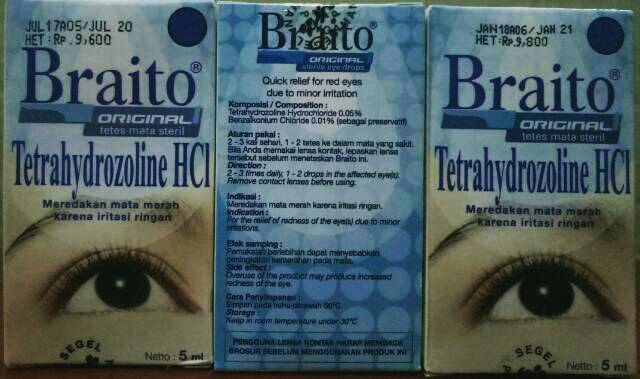 JUL17A05/JUL 20
HET:Rp.9,600
Braito®
ORIGINAL
tetes mata steril
Tetrahydrozoline HCl
Meredakan mata merah
karena iritasi ringan
SEGEL
Netto : 5 ml
Braito®
ORIGINAL
sterile eye drops
Quick relief for red eyes
due to minor irritation
Komposisi / Composition :
Tetrahydrozoline Hydrochloride 0.05%
Benzalkonium Chloride 0.01% (sebagai preservatif)
Aturan pakai :
2 - 3 kali sehari, 1 - 2 tetes ke dalam mata yang sakit.
Bila Anda memakai lensa kontak, lepaskan lensa
tersebut sebelum meneteskan Braito ini.
Direction :
2 - 3 times daily, 1 - 2 drops in the affected eye(s).
Remove contact lenses before using.
Indikasi :
Meredakan mata merah karena iritasi ringan.
Indication :
For the relief of redness of the eye(s) due to minor
irritations.
Efek samping :
Pemakaian berlebihan dapat menyebabkan
peningkatan kemerahan pada mata.
Side effect :
Overuse of the product may produce increased
redness of the eye.
Cara Penyimpanan :
Simpan pada suhu dibawah 30°C
Storage :
Keep in room temperature under 30°C
PENGGUNA LENSA KONTAK HARAP MEMBACA
BROSUR SEBELUM MENGGUNAKAN PRODUK INI
JAN18A06/JAN 21
HET:Rp.9,800
Braito®
ORIGINAL
tetes mata steril
Tetrahydrozoline HCl
Meredakan mata merah
karena iritasi ringan
SEGEL
Netto : 5 ml